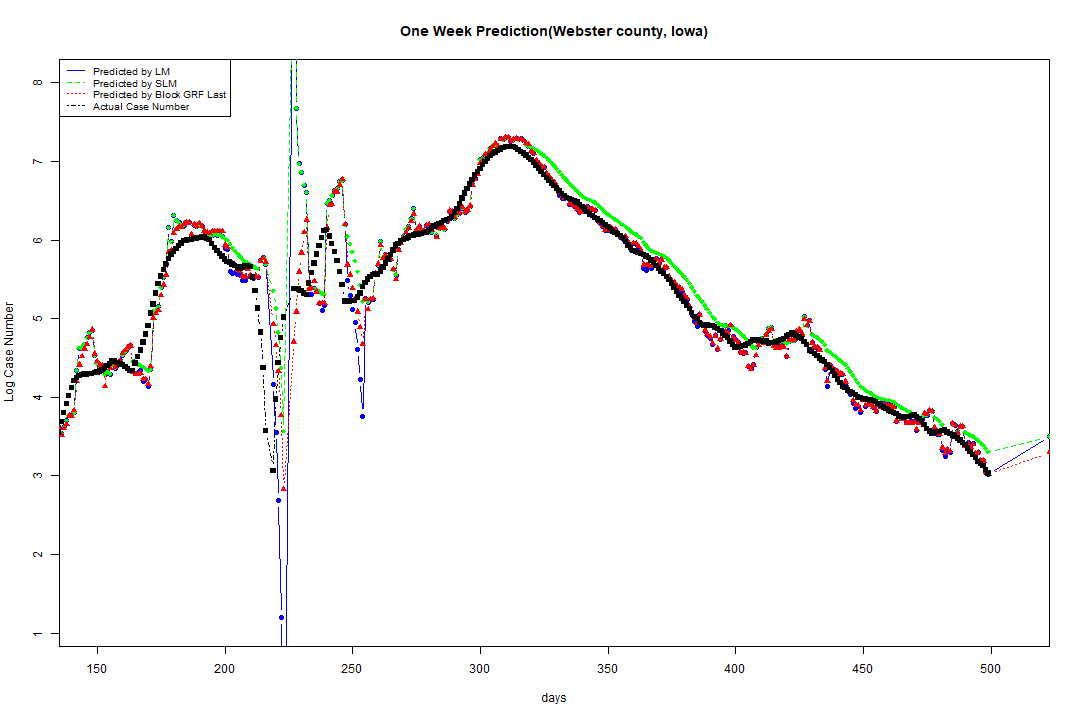 One Week Prediction(Webster county, Iowa)
Predicted by LM
Predicted by SLM
Predicted by Block GRF Last
Actual Case Number
Log Case Number
8
7
6
5
4
3
2
1
150 200 250 300 350 400 450 500
days